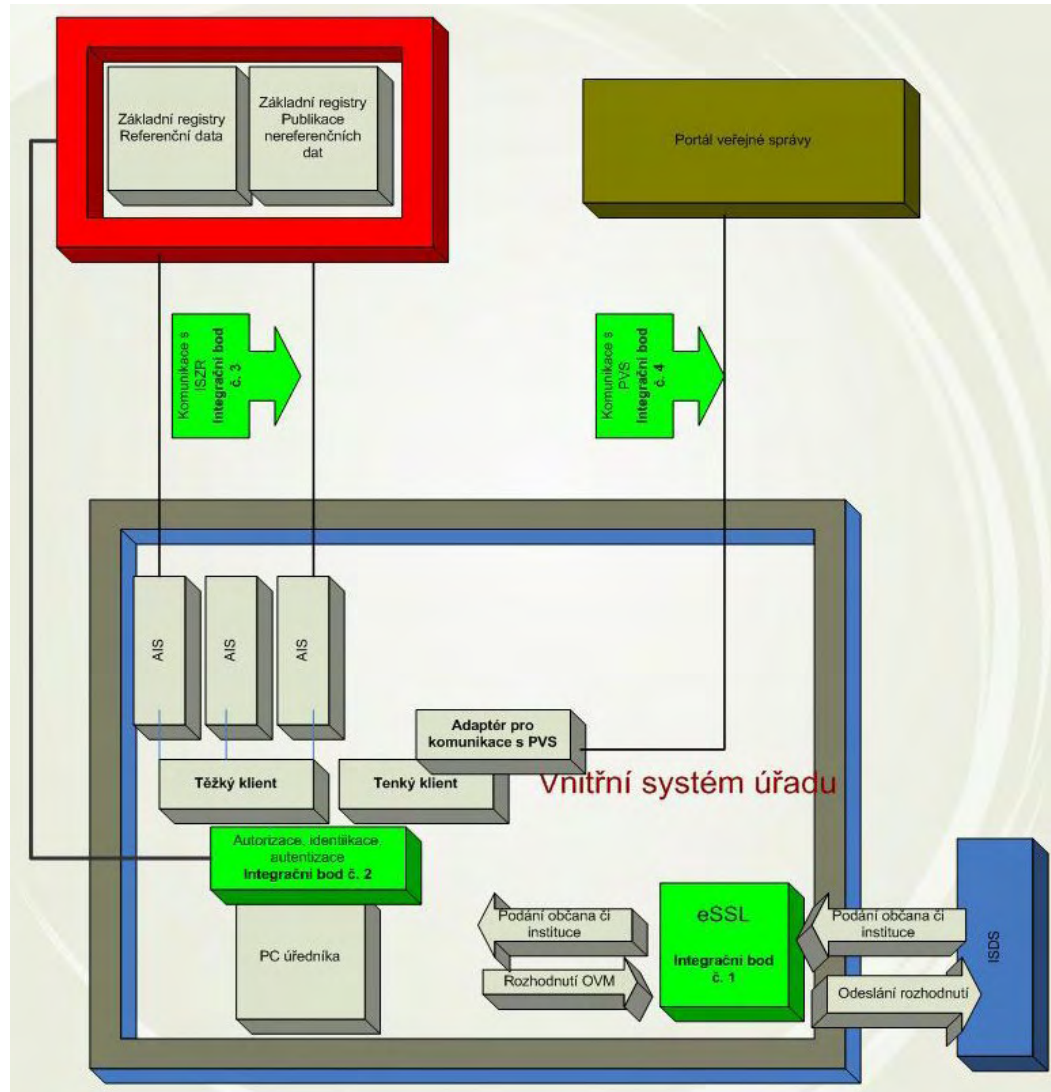 Základní registry
Referenční data
Základní registry
Publikace
nereferenčních
dat
Portál veřejné správy
Komunikace s
ISZR
Integrační bod
č. 3
Komunikace s
PVS
Integrační bod
č. 4
AIS
AIS
AIS
Adaptér pro
komunikace s PVS
Těžký klient
Tenký klient
Vnitřní systém úřadu
Autorizace, identifikace,
autentizace
Integrační bod č. 2
PC úředníka
Podání občana či
instituce
Rozhodnutí OVM
eSSL
Integrační bod
č. 1
Podání občana či
instituce
Odeslání rozhodnutí
ISDS